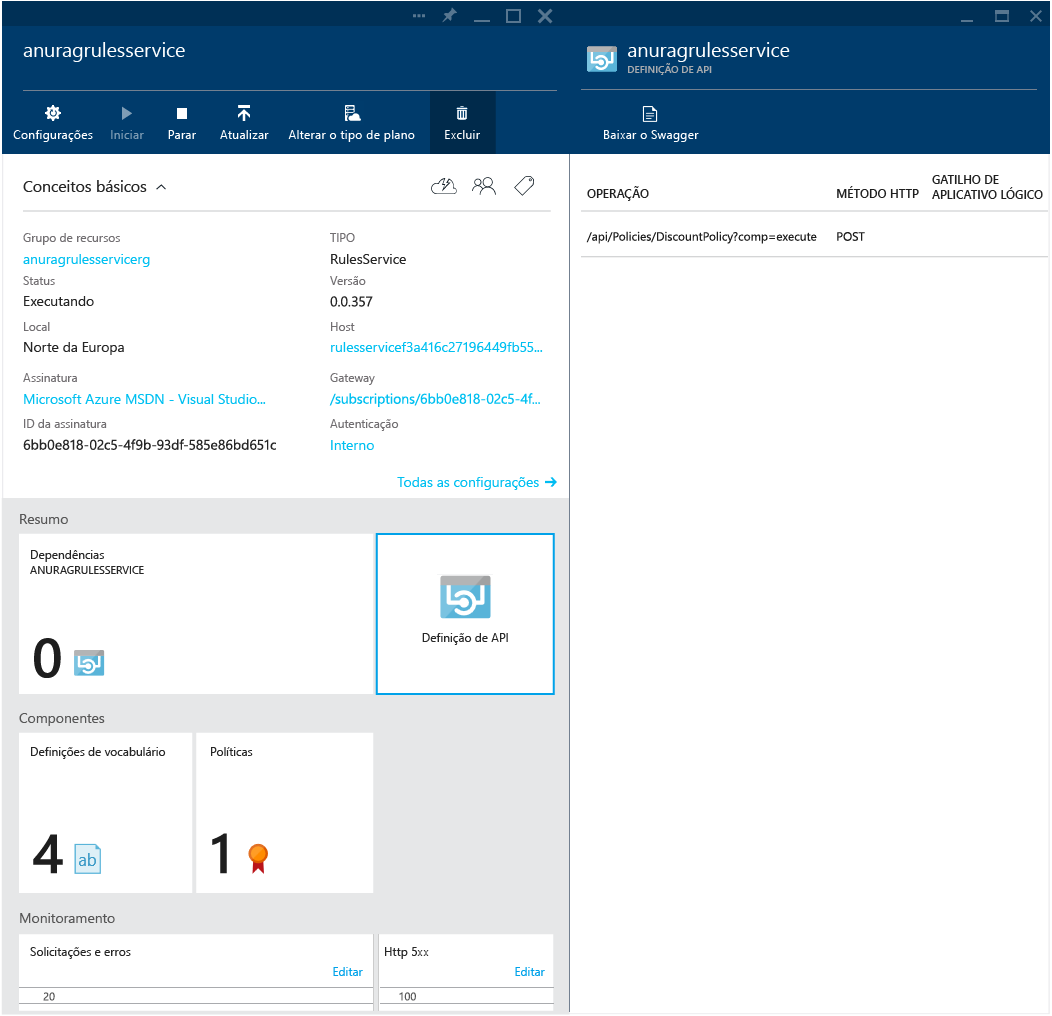 anuragrulesservice
Configurações
Iniciar
Parar
Atualizar
Alterar o tipo de plano
Excluir
Conceitos básicos
Grupo de recursos
anuragrulesservicerg
TIPO
RulesService
Status
Executando
Versão
0.0.357
Local
Norte da Europa
Host
rulesservicef3a416c27196449fb55...
Assinatura
Microsoft Azure MSDN - Visual Studio...
Gateway
/subscriptions/6bb0e818-02c5-4f...
ID da assinatura
6bb0e818-02c5-4f9b-93df-585e86bd651c
Autenticação
Interno
Todas as configurações
Resumo
Dependências
ANURAGRULESSERVICE
0
Definição de API
Componentes
Definições de vocabulário
4
ab
Políticas
1
Monitoramento
Solicitações e erros
Editar
20
Http 5xx
Editar
100
anuragrulesservice
DEFINIÇÃO DE API
Baixar o Swagger
OPERAÇÃO
MÉTODO HTTP
GATILHO DE
APLICATIVO LÓGICO
/api/Policies/DiscountPolicy?comp=execute
POST